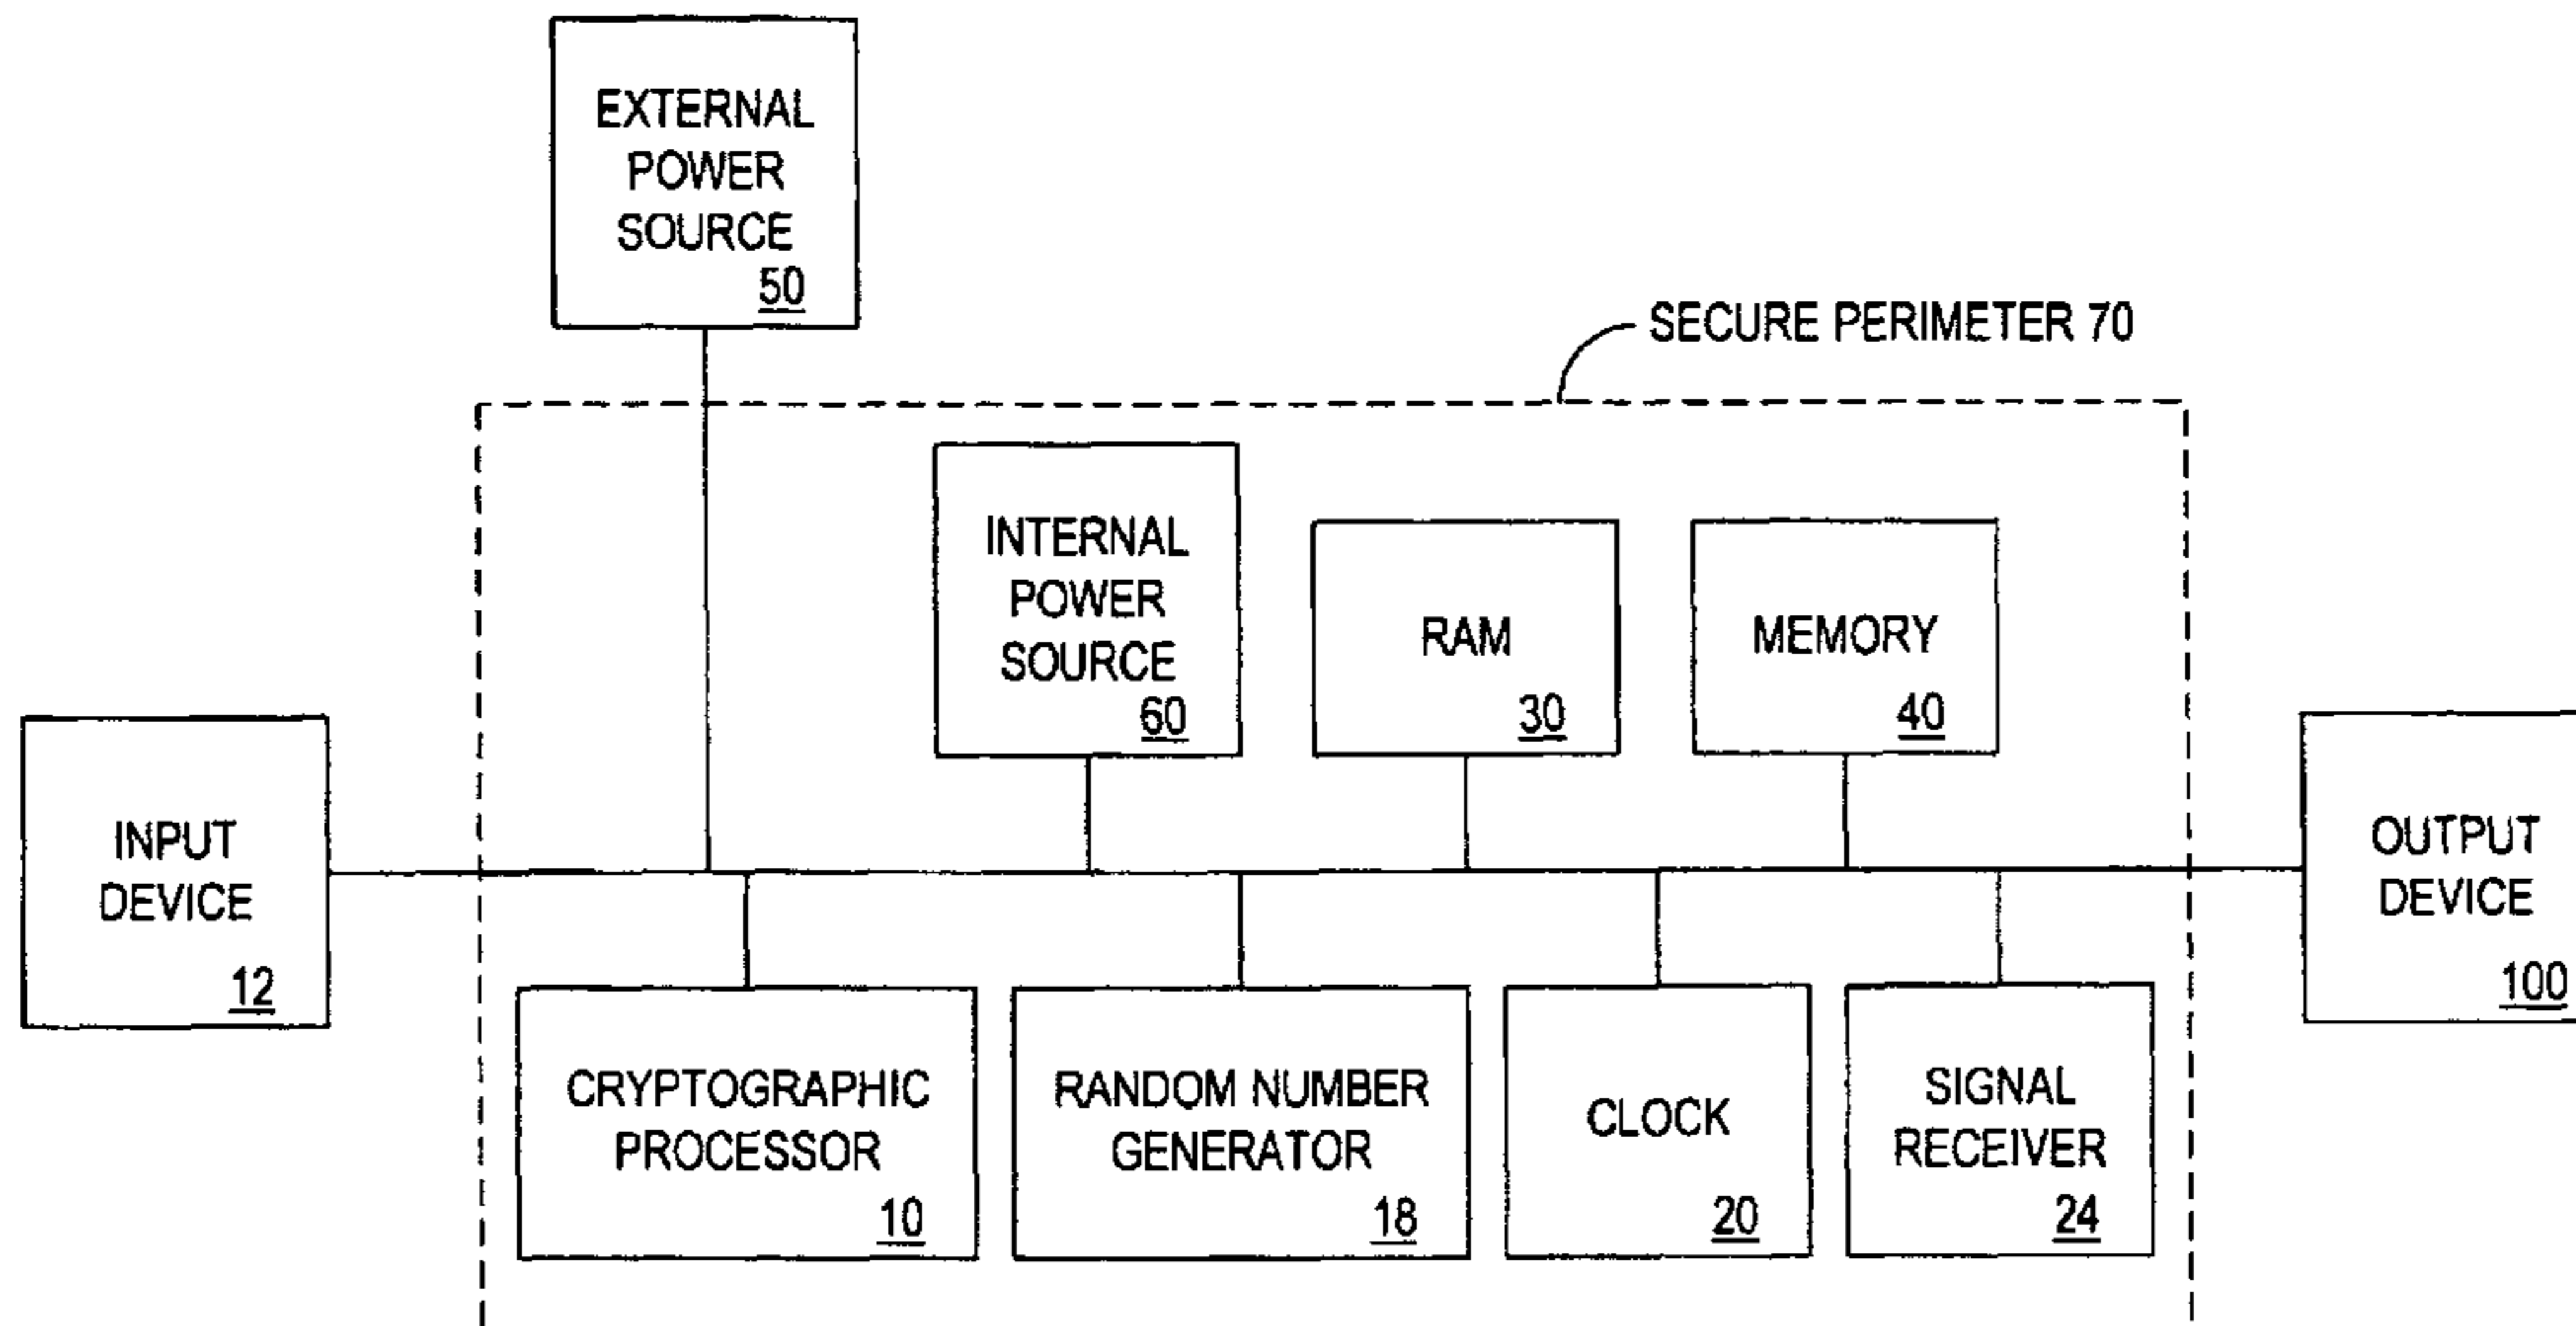 EXTERNAL
POWER
SOURCE
50
SECURE PERIMETER 70
INTERNAL
POWER
SOURCE
60
RAM
30
MEMORY
40
INPUT
DEVICE
12
OUTPUT
DEVICE
100
CRYPTOGRAPHIC
PROCESSOR
10
RANDOM NUMBER
GENERATOR
18
CLOCK
20
SIGNAL
RECEIVER
24